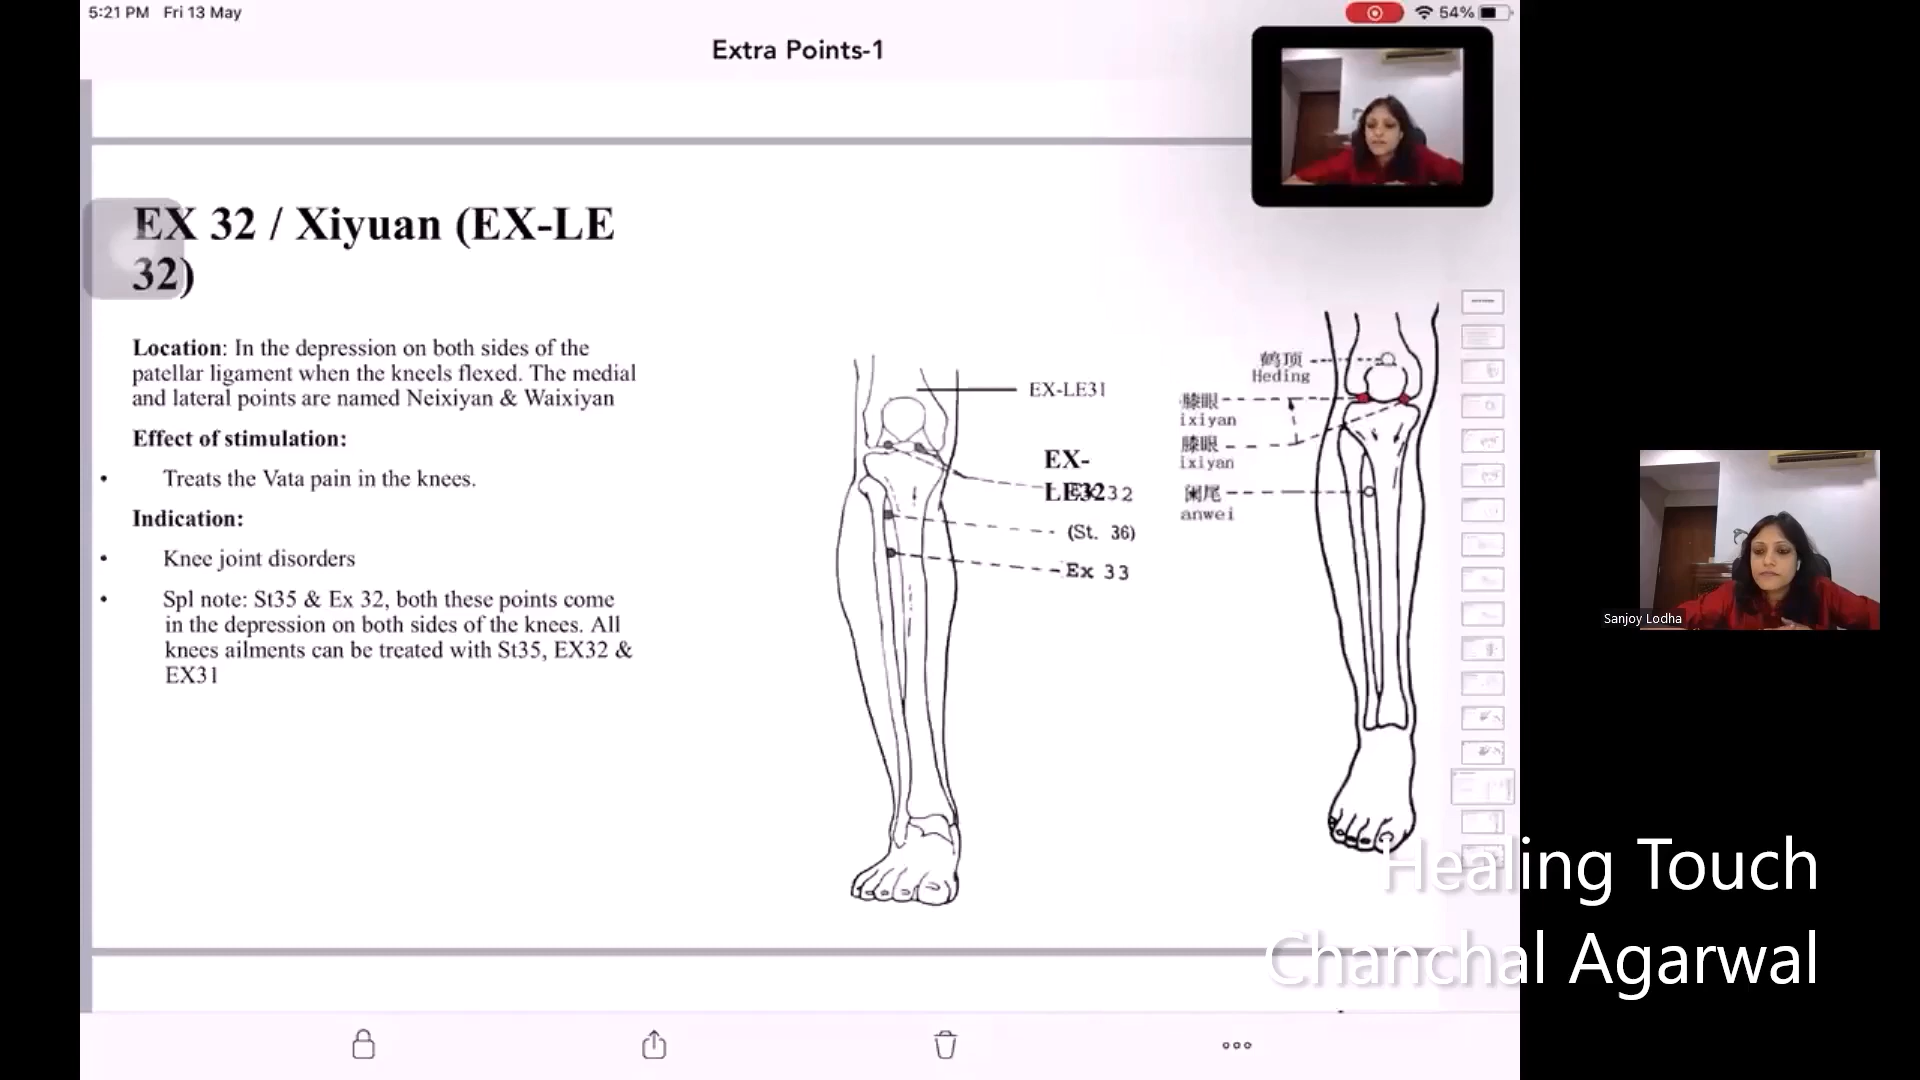 5:21 PM Fri 13 May
54%
Extra Points-1
EX 32 / Xiyuan (EX-LE
32)
Location: In the depression on both sides of the
patellar ligament when the kneels flexed. The medial
and lateral points are named Neixiyan & Waixiyan
Effect of stimulation:
• Treats the Vata pain in the knees.
Indication:
• Knee joint disorders
• Spl note: St35 & Ex 32, both these points come
in the depression on both sides of the knees. All
knees ailments can be treated with St35, EX32 &
EX31
EX-LE31
EX-
LE32
Ex 32
(St. 36)
Ex 33
鹤顶
Heding
膝眼
ixiyan
膝眼
ixiyan
阑尾
anwei
Sanjoy Lodha
Healing Touch
Chanchal Agarwal